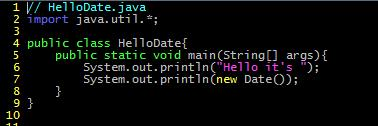 1 // HelloDate.java
2 import java.util.*;
3
4 public class HelloDate{
5     public static void main(String[] args){
6         System.out.println("Hello it's ");
7         System.out.println(new Date());
8     }
9 }
10
11